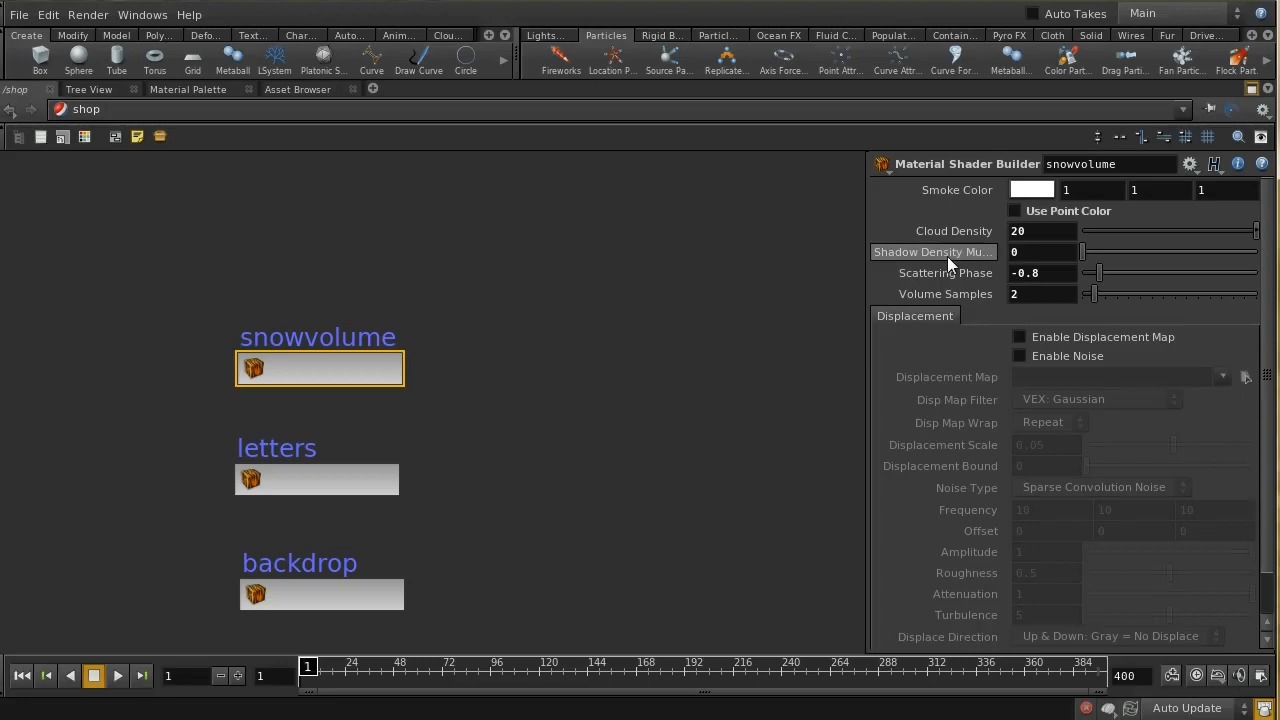 File Edit Render Windows Help Auto Takes Main
Create Modify Model Poly... Defo... Text... Char... Auto... Anim... Clou... Lights... Particles Rigid B... Particl... Ocean FX Fluid C... Populat... Contain... Pyro FX Cloth Solid Wires Fur Drive...
Box Sphere Tube Torus Grid Metaball LSystem Platonic S... Curve Draw Curve Circle Fireworks Location P... Source Pa... Replicate... Axis Force... Point Attr... Curve Attr... Curve For... Metaball... Color Part... Drag Parti... Fan Partic... Flock Part.
/shop Tree View Material Palette Asset Browser
shop
Material Shader Builder snowvolume
Smoke Color 1 1 1
Use Point Color
Cloud Density 20
Shadow Density Mu... 0
Scattering Phase -0.8
Volume Samples 2
Displacement
Enable Displacement Map
Enable Noise
Displacement Map
Disp Map Filter VEX: Gaussian
Disp Map Wrap Repeat
Displacement Scale 0.05
Displacement Bound 0
Noise Type Sparse Convolution Noise
Frequency 10 10 10
Offset 0 0 0
Amplitude 1
Roughness 0.5
Attenuation 1
Turbulence 5
Displace Direction Up & Down: Gray = No Displace
snowvolume
letters
backdrop
1 1 1 24 48 72 96 120 144 168 192 216 240 264 288 312 336 360 384 400
Auto Update